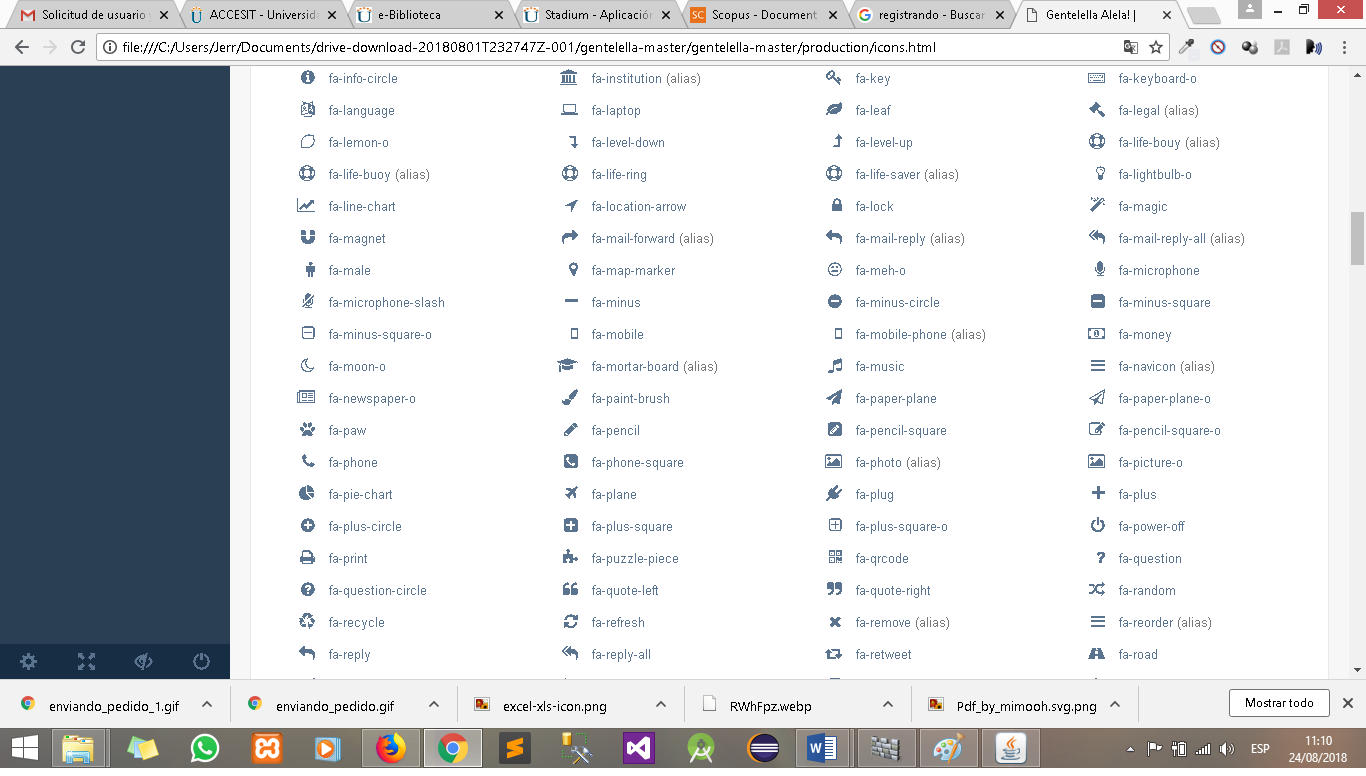 Solicitud de usuario y
ACCESIT - Universida
e-Biblioteca
Stadium - Aplicación
SC Scopus - Document
registrando - Buscar
Gentelella Alela! |
file:///C:/Users/Jerr/Documents/drive-download-20180801T232747Z-001/gentelella-master/gentelella-master/production/icons.html
fa-info-circle fa-institution (alias) fa-key fa-keyboard-o
fa-language fa-laptop fa-leaf fa-legal (alias)
fa-lemon-o fa-level-down fa-level-up fa-life-bouy (alias)
fa-life-buoy (alias) fa-life-ring fa-life-saver (alias) fa-lightbulb-o
fa-line-chart fa-location-arrow fa-lock fa-magic
fa-magnet fa-mail-forward (alias) fa-mail-reply (alias) fa-mail-reply-all (alias)
fa-male fa-map-marker fa-meh-o fa-microphone
fa-microphone-slash fa-minus fa-minus-circle fa-minus-square
fa-minus-square-o fa-mobile fa-mobile-phone (alias) fa-money
fa-moon-o fa-mortar-board (alias) fa-music fa-navicon (alias)
fa-newspaper-o fa-paint-brush fa-paper-plane fa-paper-plane-o
fa-paw fa-pencil fa-pencil-square fa-pencil-square-o
fa-phone fa-phone-square fa-photo (alias) fa-picture-o
fa-pie-chart fa-plane fa-plug fa-plus
fa-plus-circle fa-plus-square fa-plus-square-o fa-power-off
fa-print fa-puzzle-piece fa-qrcode fa-question
fa-question-circle fa-quote-left fa-quote-right fa-random
fa-recycle fa-refresh fa-remove (alias) fa-reorder (alias)
fa-reply fa-reply-all fa-retweet fa-road
enviando_pedido_1.gif
enviando_pedido.gif
excel-xls-icon.png
RWhFpz.webp
Pdf_by_mimooh.svg.png
Mostrar todo
ESP
11:10
24/08/2018